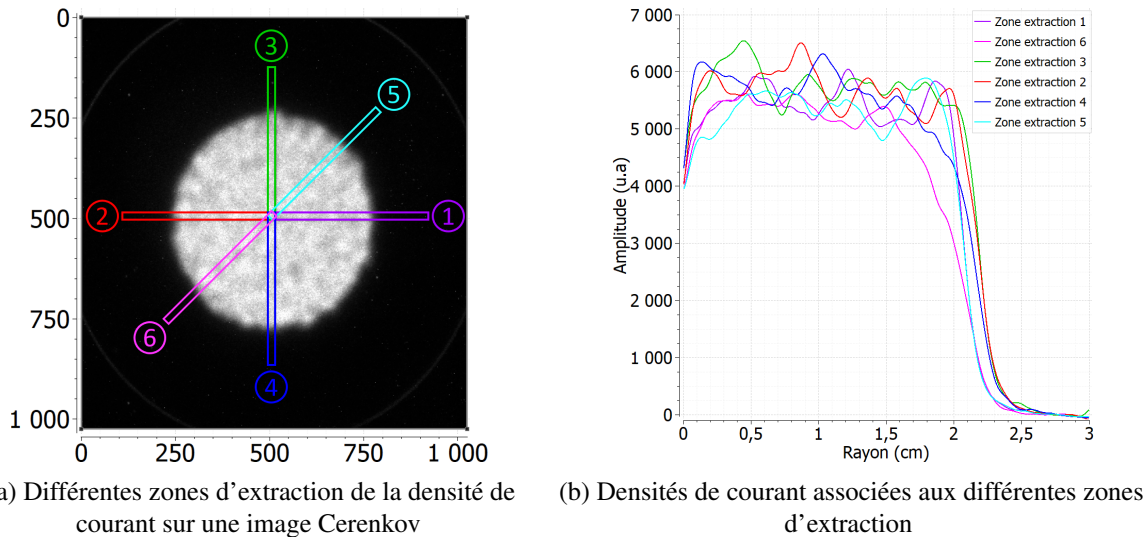 0
250
500
750
1 000
0
250
500
750
1 000
3
5
2
1
6
4
7 000
6 000
5 000
4 000
3 000
2 000
1 000
0
Amplitude (u.a)
0
0,5
1
1,5
2
2,5
3
Rayon (cm)
Zone extraction 1
Zone extraction 6
Zone extraction 3
Zone extraction 2
Zone extraction 4
Zone extraction 5
a) Différentes zones d'extraction de la densité de
courant sur une image Cerenkov
(b) Densités de courant associées aux différentes zones
d'extraction